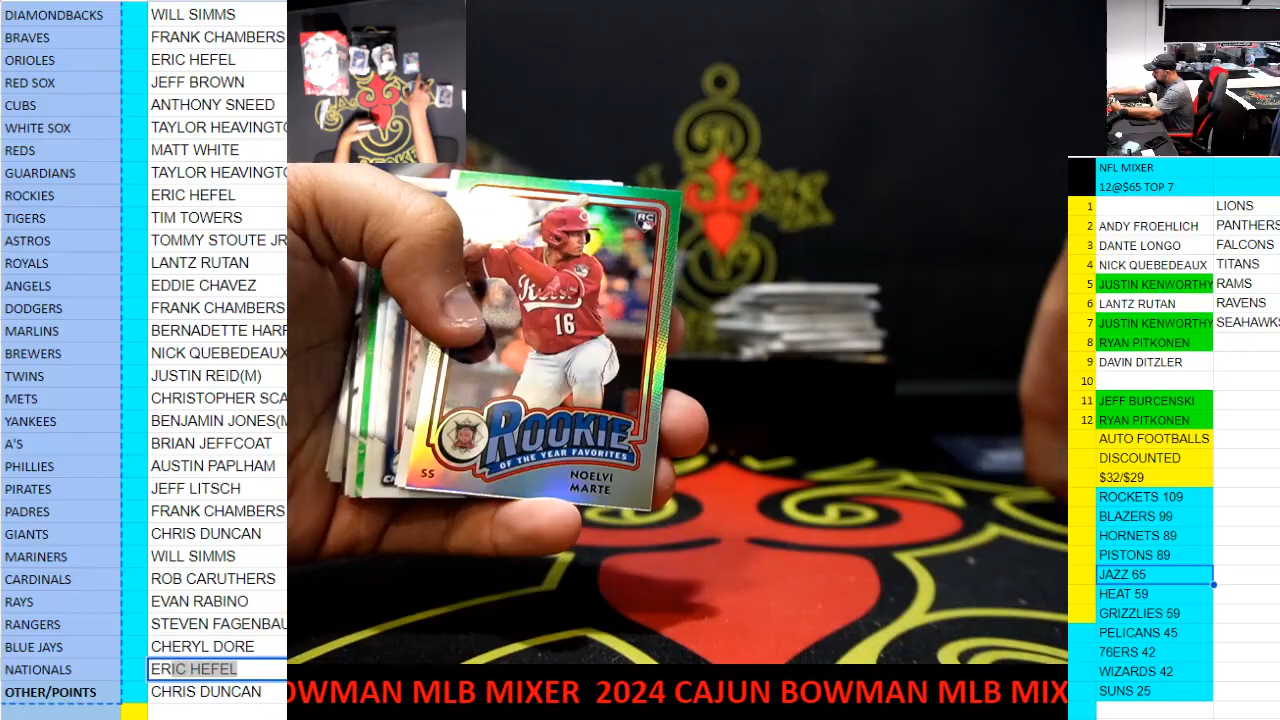 DIAMONDBACKS WILL SIMMS
BRAVES FRANK CHAMBERS
ORIOLES ERIC HEFEL
RED SOX JEFF BROWN
CUBS ANTHONY SNEED
WHITE SOX TAYLOR HEAVINGTO
REDS MATT WHITE
GUARDIANS TAYLOR HEAVINGTO
ROCKIES ERIC HEFEL
TIGERS TIM TOWERS
ASTROS TOMMY STOUTE JR
ROYALS LANTZ RUTAN
ANGELS EDDIE CHAVEZ
DODGERS FRANK CHAMBERS
MARLINS BERNADETTE HARR
BREWERS NICK QUEBEDEAUX
TWINS JUSTIN REID(M)
METS CHRISTOPHER SCA
YANKEES BENJAMIN JONES(M
A'S BRIAN JEFFCOAT
PHILLIES AUSTIN PAPLHAM
PIRATES JEFF LITSCH
PADRES FRANK CHAMBERS
GIANTS CHRIS DUNCAN
MARINERS WILL SIMMS
CARDINALS ROB CARUTHERS
RAYS EVAN RABINO
RANGERS STEVEN FAGENBAU
BLUE JAYS CHERYL DORE
NATIONALS ERIC HEFEL
OTHER/POINTS CHRIS DUNCAN
RC
16
ROOKIE
OF THE YEAR FAVORITES
SS
NOELVI
MARTE
OWMAN MLB MIXER 2024 CAJUN BOWMAN MLB MIX
NFL MIXER
12@$65 TOP 7
1 LIONS
2 ANDY FROEHLICH PANTHERS
3 DANTE LONGO FALCONS
4 NICK QUEBEDEAUX TITANS
5 JUSTIN KENWORTHY RAMS
6 LANTZ RUTAN RAVENS
7 JUSTIN KENWORTHY SEAHAWKS
8 RYAN PITKONEN
9 DAVIN DITZLER
10
11 JEFF BURCENSKI
12 RYAN PITKONEN
AUTO FOOTBALLS
DISCOUNTED
$32/$29
ROCKETS 109
BLAZERS 99
HORNETS 89
PISTONS 89
JAZZ 65
HEAT 59
GRIZZLIES 59
PELICANS 45
76ERS 42
WIZARDS 42
SUNS 25